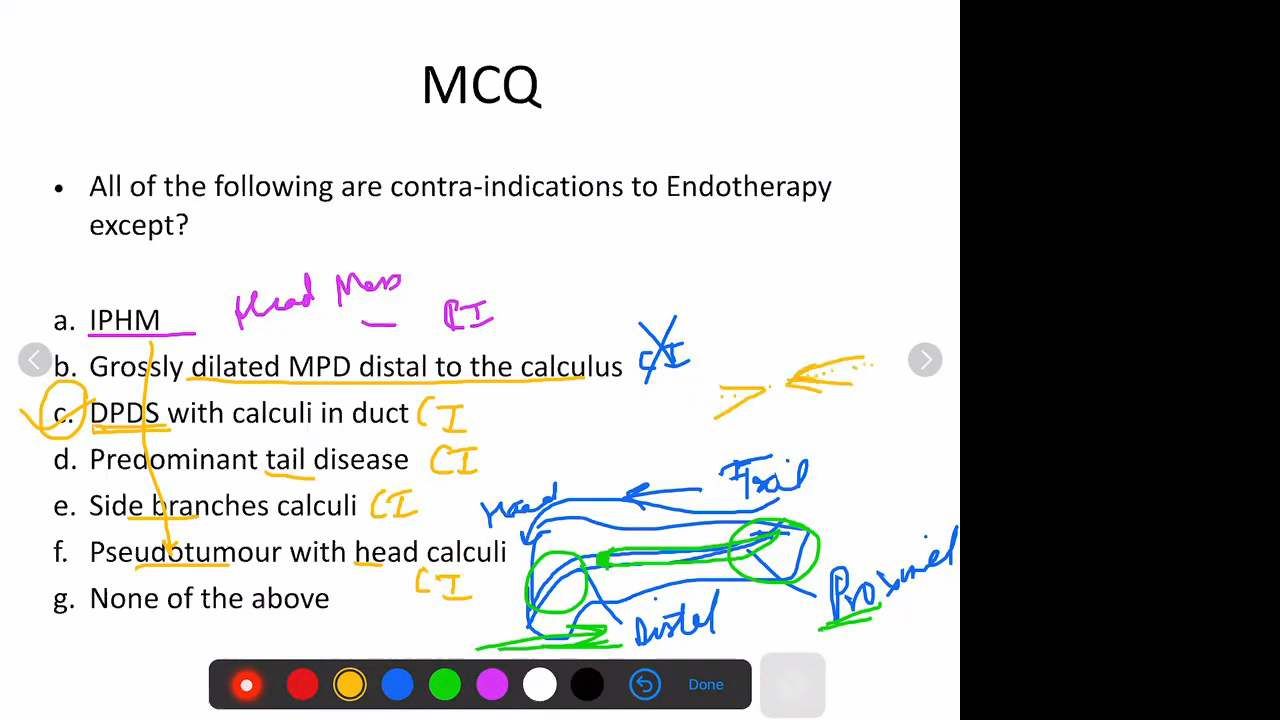 MCQ
• All of the following are contra-indications to Endotherapy
except?
Head Mass
a. IPHM CI
b. Grossly dilated MPD distal to the calculus CI
c. DPDS with calculi in duct CI
d. Predominant tail disease CI
Tail
Head
e. Side branches calculi CI
f. Pseudotumour with head calculi
CI
Proximal
g. None of the above
Distel
Done